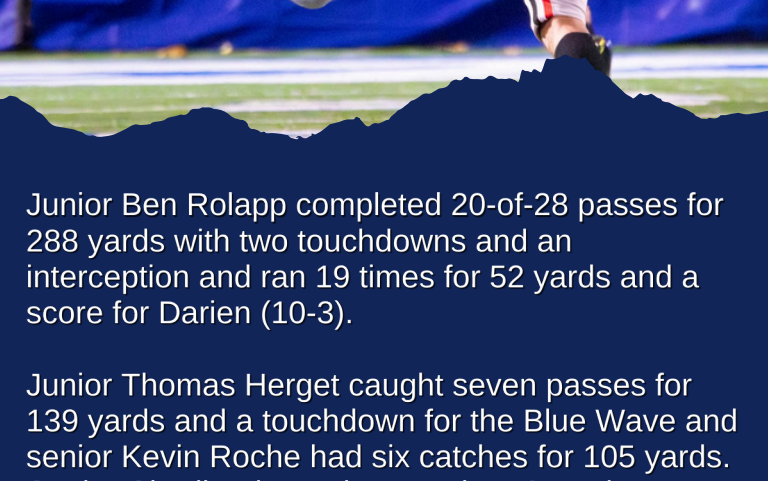 Junior Ben Rolapp completed 20-of-28 passes for
288 yards with two touchdowns and an
interception and ran 19 times for 52 yards and a
score for Darien (10-3).
Junior Thomas Herget caught seven passes for
139 yards and a touchdown for the Blue Wave and
senior Kevin Roche had six catches for 105 yards.